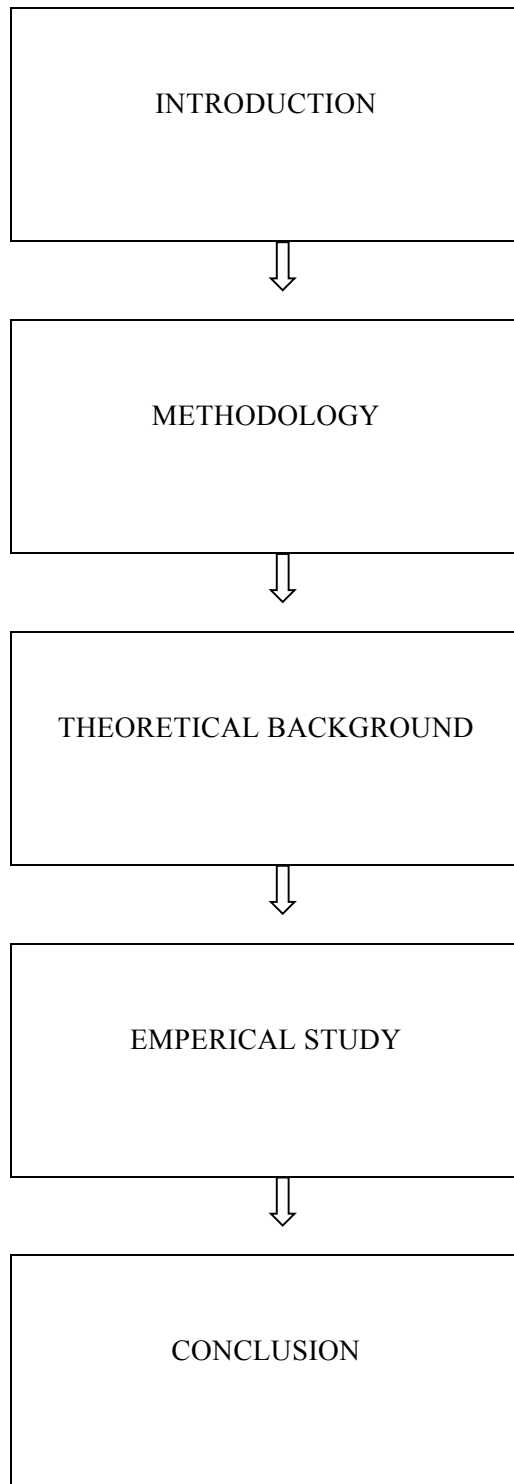 INTRODUCTION
METHODOLOGY
THEORETICAL BACKGROUND
EMPERICAL STUDY
CONCLUSION